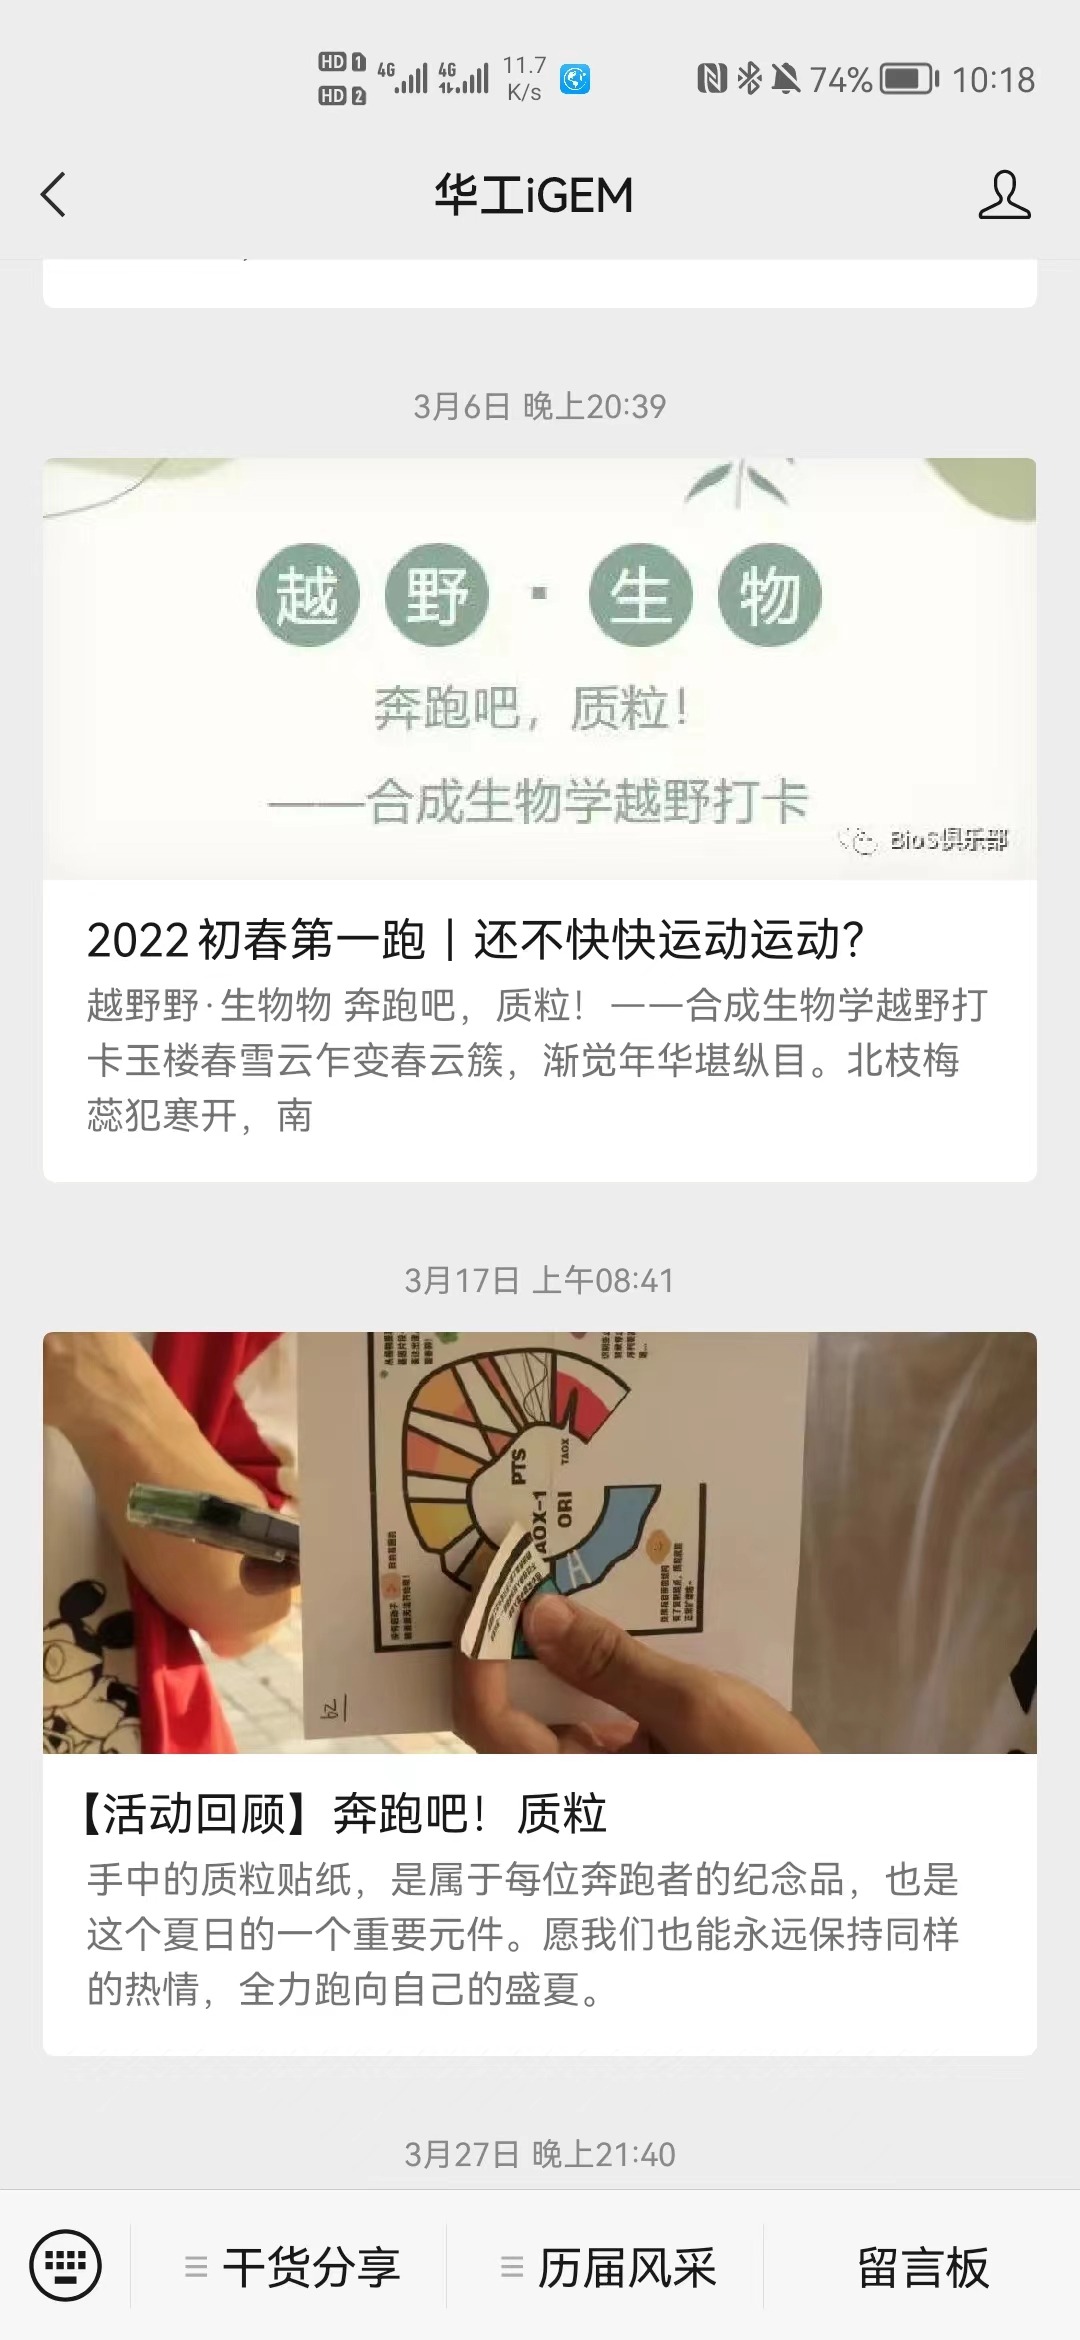 HD 1 4G 4G 11.7 74% 10:18
HD 2 K/s
华工iGEM
3月6日 晚上20:39
越野·生物
奔跑吧，质粒！
——合成生物学越野打卡
BioS俱乐部
2022初春第一跑｜还不快快运动运动？
越野野·生物物 奔跑吧，质粒！——合成生物学越野打
卡玉楼春雪云乍变春云簇，渐觉年华堪纵目。北枝梅
蕊犯寒开，南
3月17日 上午08:41
PTS
TAOX
AOX-1
ORI
【活动回顾】奔跑吧！质粒
手中的质粒贴纸，是属于每位奔跑者的纪念品，也是
这个夏日的一个重要元件。愿我们也能永远保持同样
的热情，全力跑向自己的盛夏。
3月27日 晚上21:40
干货分享
历届风采
留言板